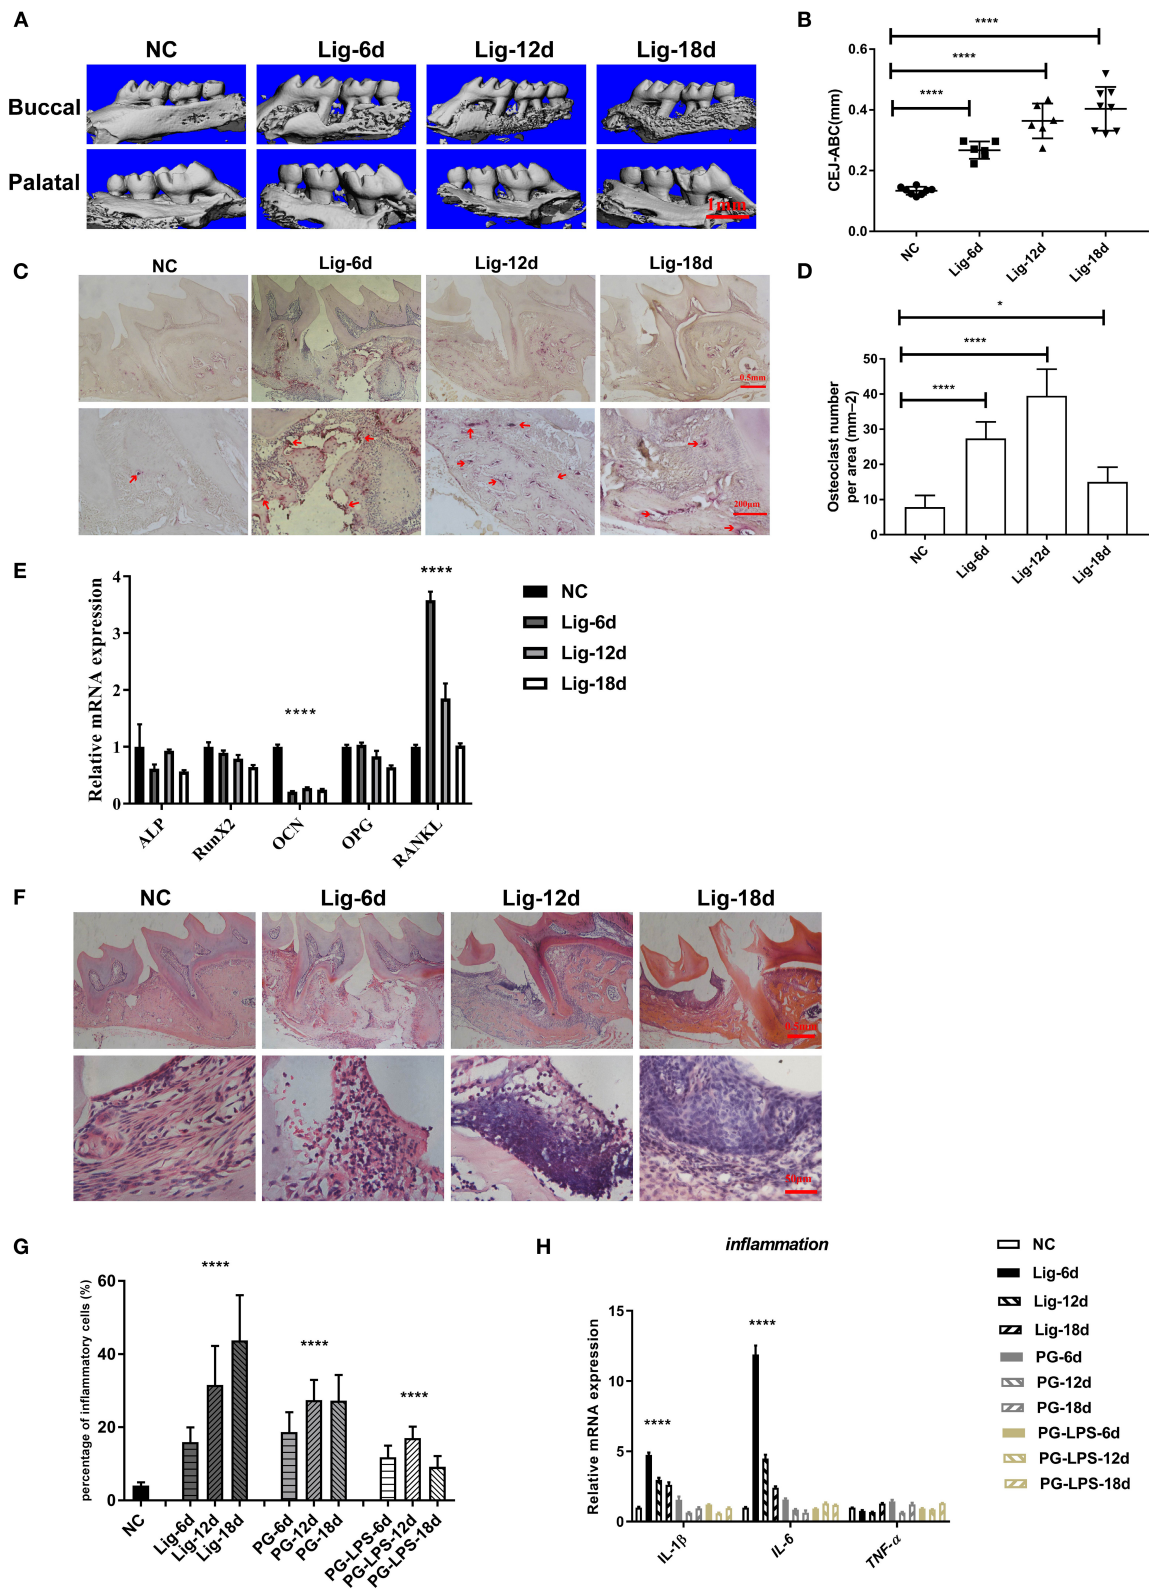 A
NC
Lig-6d
Lig-12d
Lig-18d
Buccal
Palatal
1mm
B
****
****
****
CEJ-ABC(mm)
0.6
0.4
0.2
0.0
NC
Lig-6d
Lig-12d
Lig-18d
C
NC
Lig-6d
Lig-12d
Lig-18d
0.5mm
200μm
D
*
****
****
Osteoclast number
per area (mm–2)
50
40
30
20
10
0
NC
Lig-6d
Lig-12d
Lig-18d
E
Relative mRNA expression
4
3
2
1
0
****
****
ALP
RunX2
OCN
OPG
RANKL
NC
Lig-6d
Lig-12d
Lig-18d
F
NC
Lig-6d
Lig-12d
Lig-18d
0.5mm
50μm
G
percentage of inflammatory cells (%)
60
40
20
0
****
****
****
NC
Lig-6d
Lig-12d
Lig-18d
PG-6d
PG-12d
PG-18d
PG-LPS-6d
PG-LPS-12d
PG-LPS-18d
H
inflammation
Relative mRNA expression
15
10
5
0
****
****
IL-1β
IL-6
TNF-α
NC
Lig-6d
Lig-12d
Lig-18d
PG-6d
PG-12d
PG-18d
PG-LPS-6d
PG-LPS-12d
PG-LPS-18d